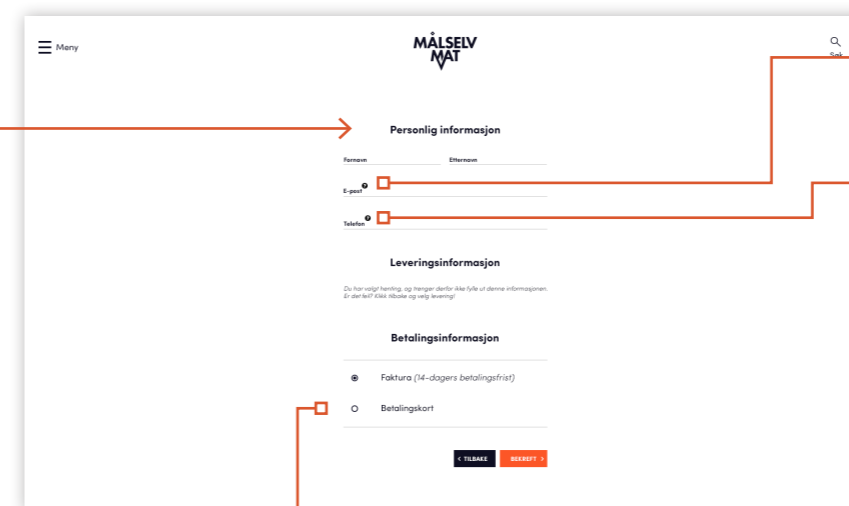 Meny
MÅLSELV
MAT
Søk
Personlig informasjon
Fornavn
Etternavn
E-post ?
Telefon ?
Leveringsinformasjon
Du har valgt henting, og trenger derfor ikke fylle ut denne informasjonen.
Er det feil? Klikk tilbake og velg levering!
Betalingsinformasjon
Faktura (14-dagers betalingsfrist)
Betalingskort
< TILBAKE
BEKREFT >